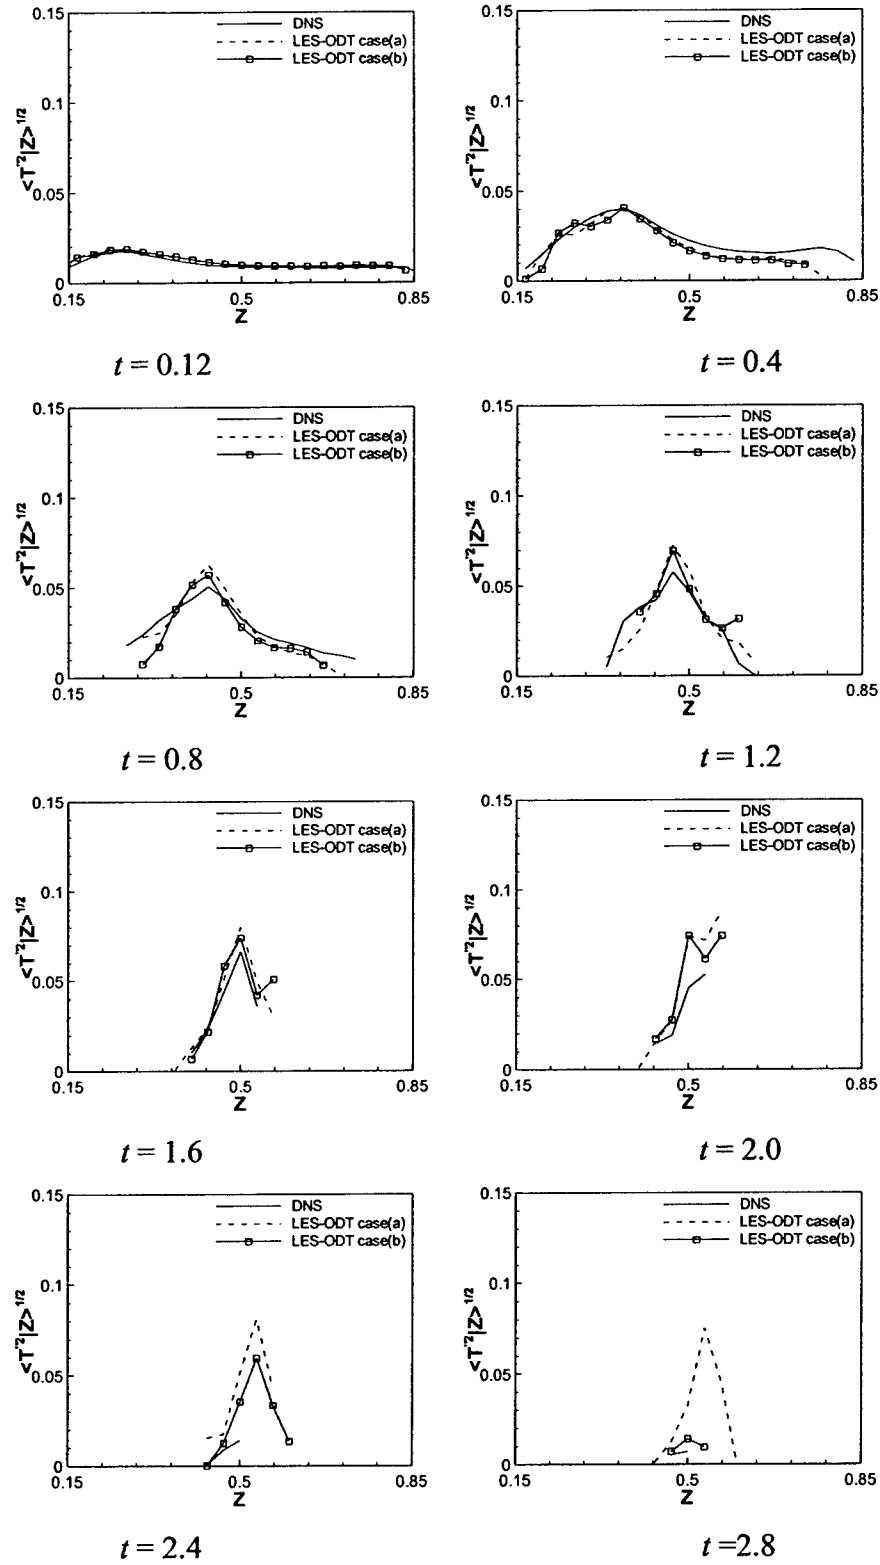 0.15
DNS
LES-ODT case(a)
LES-ODT case(b)
0.1
<T"²|Z>^1/2
0.05
0
0.15
0.5
0.85
Z
t = 0.12
0.15
DNS
LES-ODT case(a)
LES-ODT case(b)
0.1
<T"²|Z>^1/2
0.05
0
0.15
0.5
0.85
Z
t = 0.4
0.15
DNS
LES-ODT case(a)
LES-ODT case(b)
0.1
<T"²|Z>^1/2
0.05
0
0.15
0.5
0.85
Z
t = 0.8
0.15
DNS
LES-ODT case(a)
LES-ODT case(b)
0.1
<T"²|Z>^1/2
0.05
0
0.15
0.5
0.85
Z
t = 1.2
0.15
DNS
LES-ODT case(a)
LES-ODT case(b)
0.1
<T"²|Z>^1/2
0.05
0
0.15
0.5
0.85
Z
t = 1.6
0.15
DNS
LES-ODT case(a)
LES-ODT case(b)
0.1
<T"²|Z>^1/2
0.05
0
0.15
0.5
0.85
Z
t = 2.0
0.15
DNS
LES-ODT case(a)
LES-ODT case(b)
0.1
<T"²|Z>^1/2
0.05
0
0.15
0.5
0.85
Z
t = 2.4
0.15
DNS
LES-ODT case(a)
LES-ODT case(b)
0.1
<T"²|Z>^1/2
0.05
0
0.15
0.5
0.85
Z
t =2.8